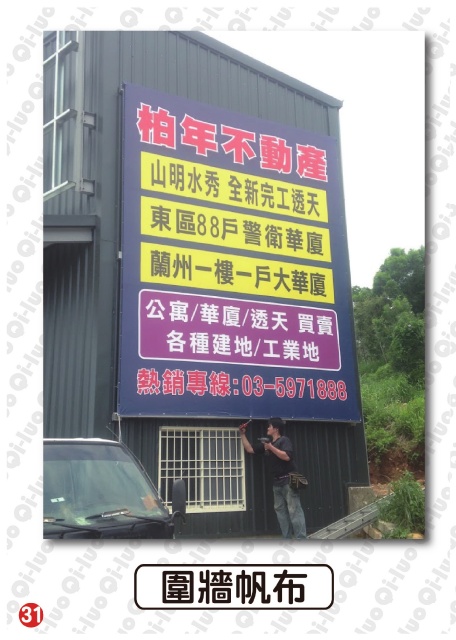 柏年不動產
山明水秀 全新完工透天
東區88戶警衛華廈
蘭州一樓一戶大華廈
公寓/華廈/透天 買賣
各種建地/工業地
熱銷專線:03-5971888
圍牆帆布
31
Qi-luo